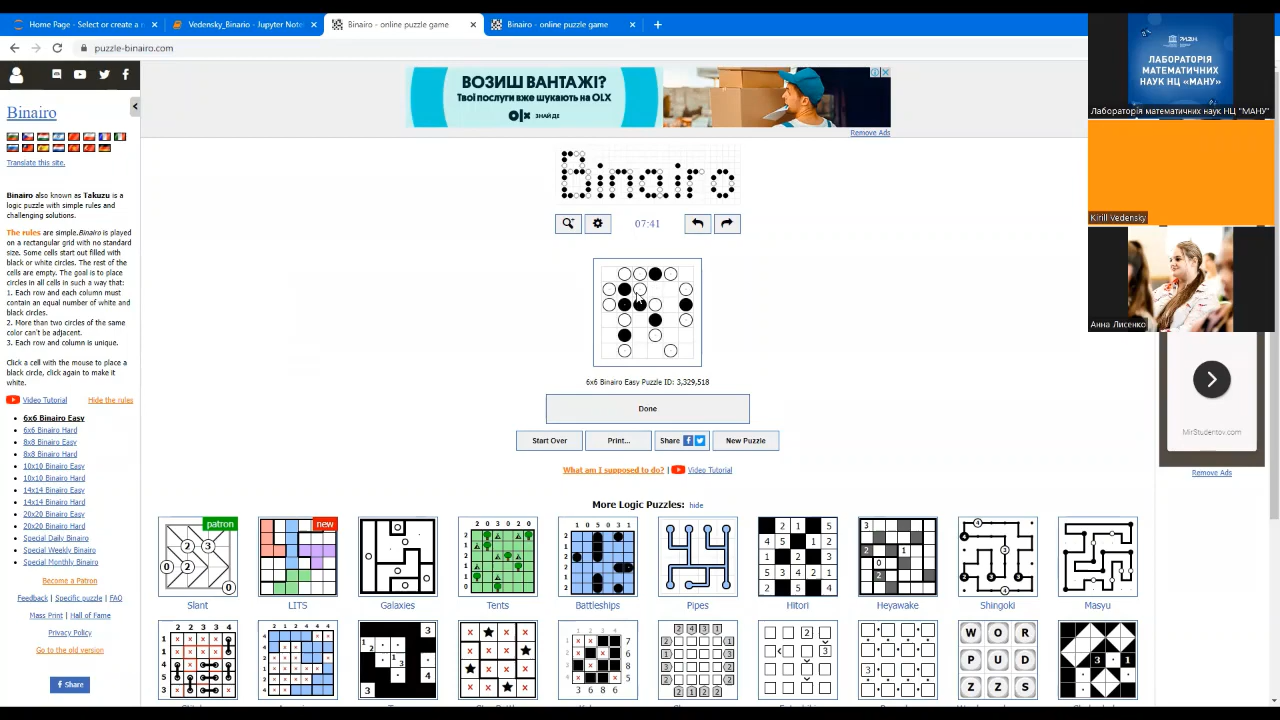 Home Page - Select or create a n
Vedensky_Binario - Jupyter Note
Binairo - online puzzle game
Binairo - online puzzle game
puzzle-binairo.com
Binairo
Translate this site.
Binairo also known as Takuzu is a
logic puzzle with simple rules and
challenging solutions.
The rules are simple.Binairo is played
on a rectangular grid with no standard
size. Some cells start out filled with
black or white circles. The rest of the
cells are empty. The goal is to place
circles in all cells in such a way that:
1. Each row and each column must
contain an equal number of white and
black circles.
2. More than two circles of the same
color can't be adjacent.
3. Each row and column is unique.
Click a cell with the mouse to place a
black circle, click again to make it
white.
Video Tutorial Hide the rules
6x6 Binairo Easy
6x6 Binairo Hard
8x8 Binairo Easy
8x8 Binairo Hard
10x10 Binairo Easy
10x10 Binairo Hard
14x14 Binairo Easy
14x14 Binairo Hard
20x20 Binairo Easy
20x20 Binairo Hard
Special Daily Binairo
Special Weekly Binairo
Special Monthly Binairo
Become a Patron
Feedback | Specific puzzle | FAQ
Mass Print | Hall of Fame
Privacy Policy
Go to the old version
Share
ВОЗИШ ВАНТАЖІ?
Твої послуги вже шукають на OLX
olx ЗНАЙДЕ
Remove Ads
Binairo
07:41
6x6 Binairo Easy Puzzle ID: 3,329,518
Done
Start Over
Print...
Share
New Puzzle
What am I supposed to do? | Video Tutorial
More Logic Puzzles: hide
patron
new
Slant
LITS
Galaxies
Tents
Battleships
Pipes
Hitori
Heyawake
Shingoki
Masyu
WOR
PUD
ZZS
ЛАБОРАТОРІЯ
МАТЕМАТИЧНИХ
НАУК НЦ «МАНУ»
Лабораторія математичних наук НЦ "МАНУ"
Kirill Vedensky
Анна Лисенко
MirStudentov.com
Remove Ads